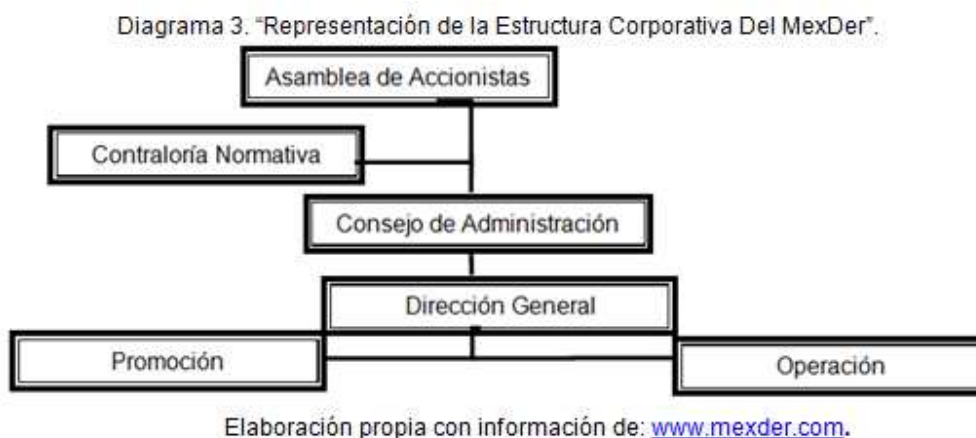 Diagrama 3. “Representación de la Estructura Corporativa Del MexDer”.
Asamblea de Accionistas
Contraloría Normativa
Consejo de Administración
Dirección General
Promoción
Operación
Elaboración propia con información de: www.mexder.com.